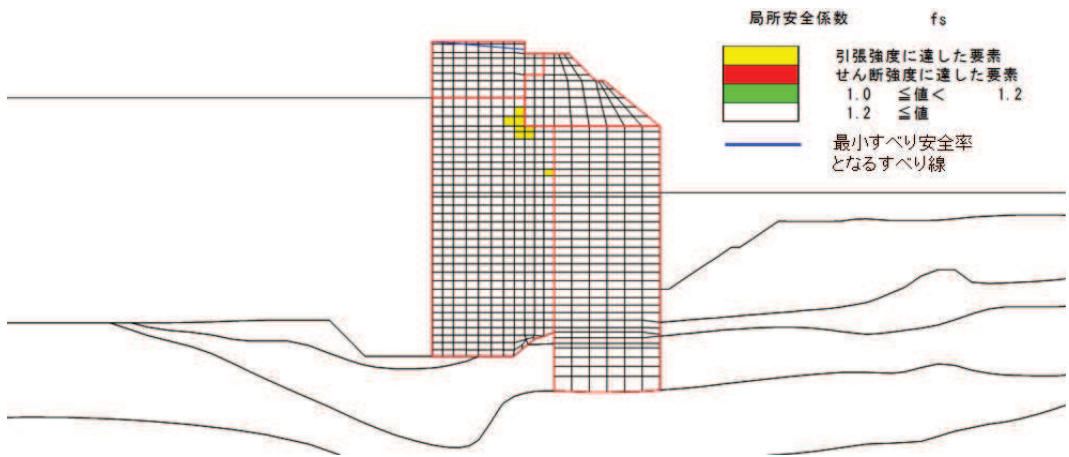 局所安全係数 fs
引張強度に達した要素
せん断強度に達した要素
1.0 ≦値< 1.2
1.2 ≦値
最小すべり安全率
となるすべり線